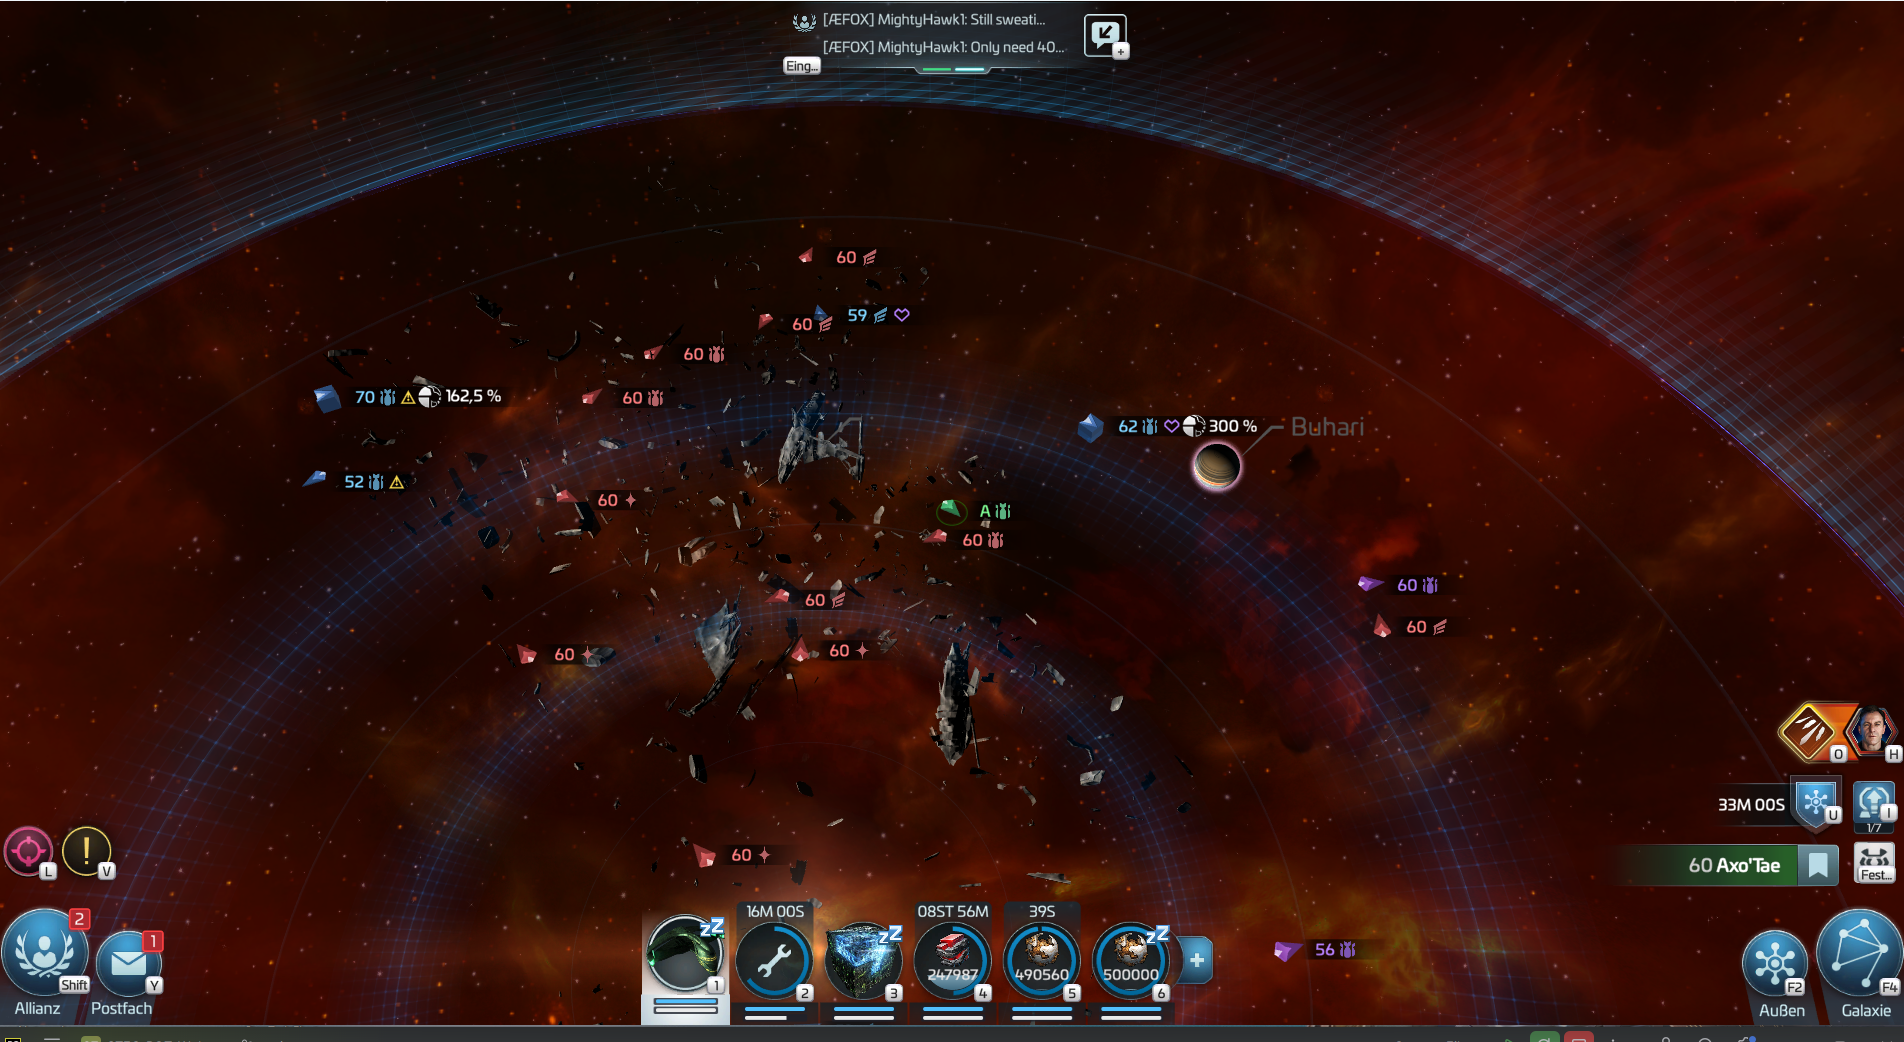 [ÆFOX] MightyHawk1: Still sweati...
[ÆFOX] MightyHawk1: Only need 40...
+
Eing...
60
59
60
60
70 162,5 %
60
62 300 %
Buhari
52
60
A
60
60
60
60
60
60
60
O
H
33M 00S
U
I
1/7
L
V
60 Axo'Tae
Fest...
60
16M 00S
08ST 56M
39S
zZ
zZ
zZ
247987
490560
500000
+
56
1
2
3
4
5
6
2
Shift
Allianz
1
Y
Postfach
F2
Außen
F4
Galaxie